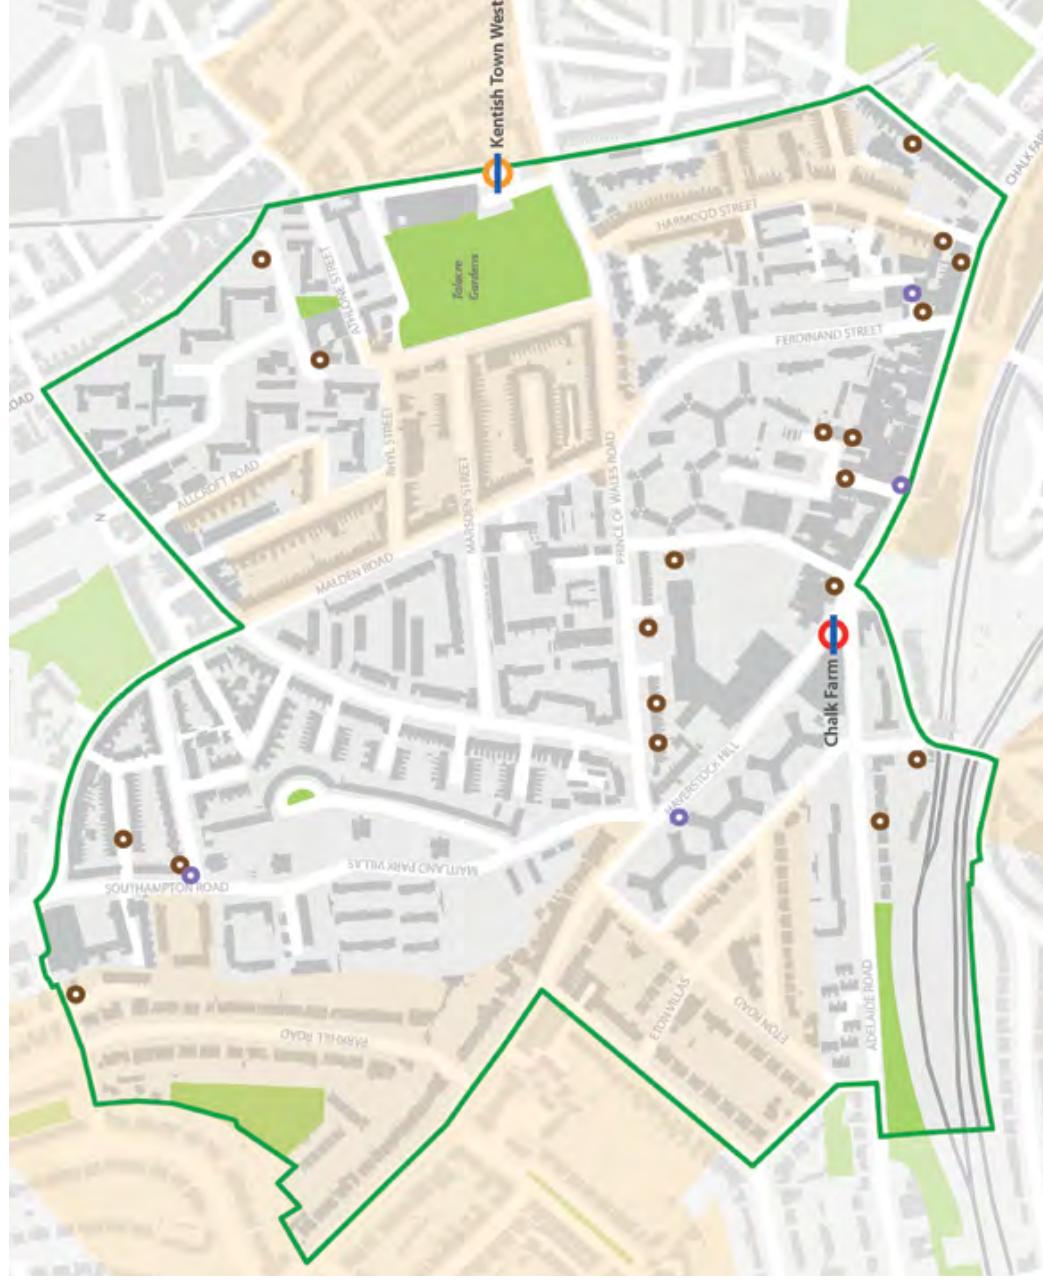 Kentish Town West
CHALK FAR
HARMOOD STREET
Talacre
Gardens
ATHLONE STREET
FERDINAND STREET
OAD
RHYL STREET
ALLCROFT ROAD
MARSDEN STREET
PRINCE OF WALES ROAD
N
MALDEN ROAD
Chalk Farm
HAVERSTOCK HILL
MAITLAND PARK VILLAS
SOUTHAMPTON ROAD
ETON VILLAS
ETON ROAD
ADELAIDE ROAD
PARKHILL ROAD